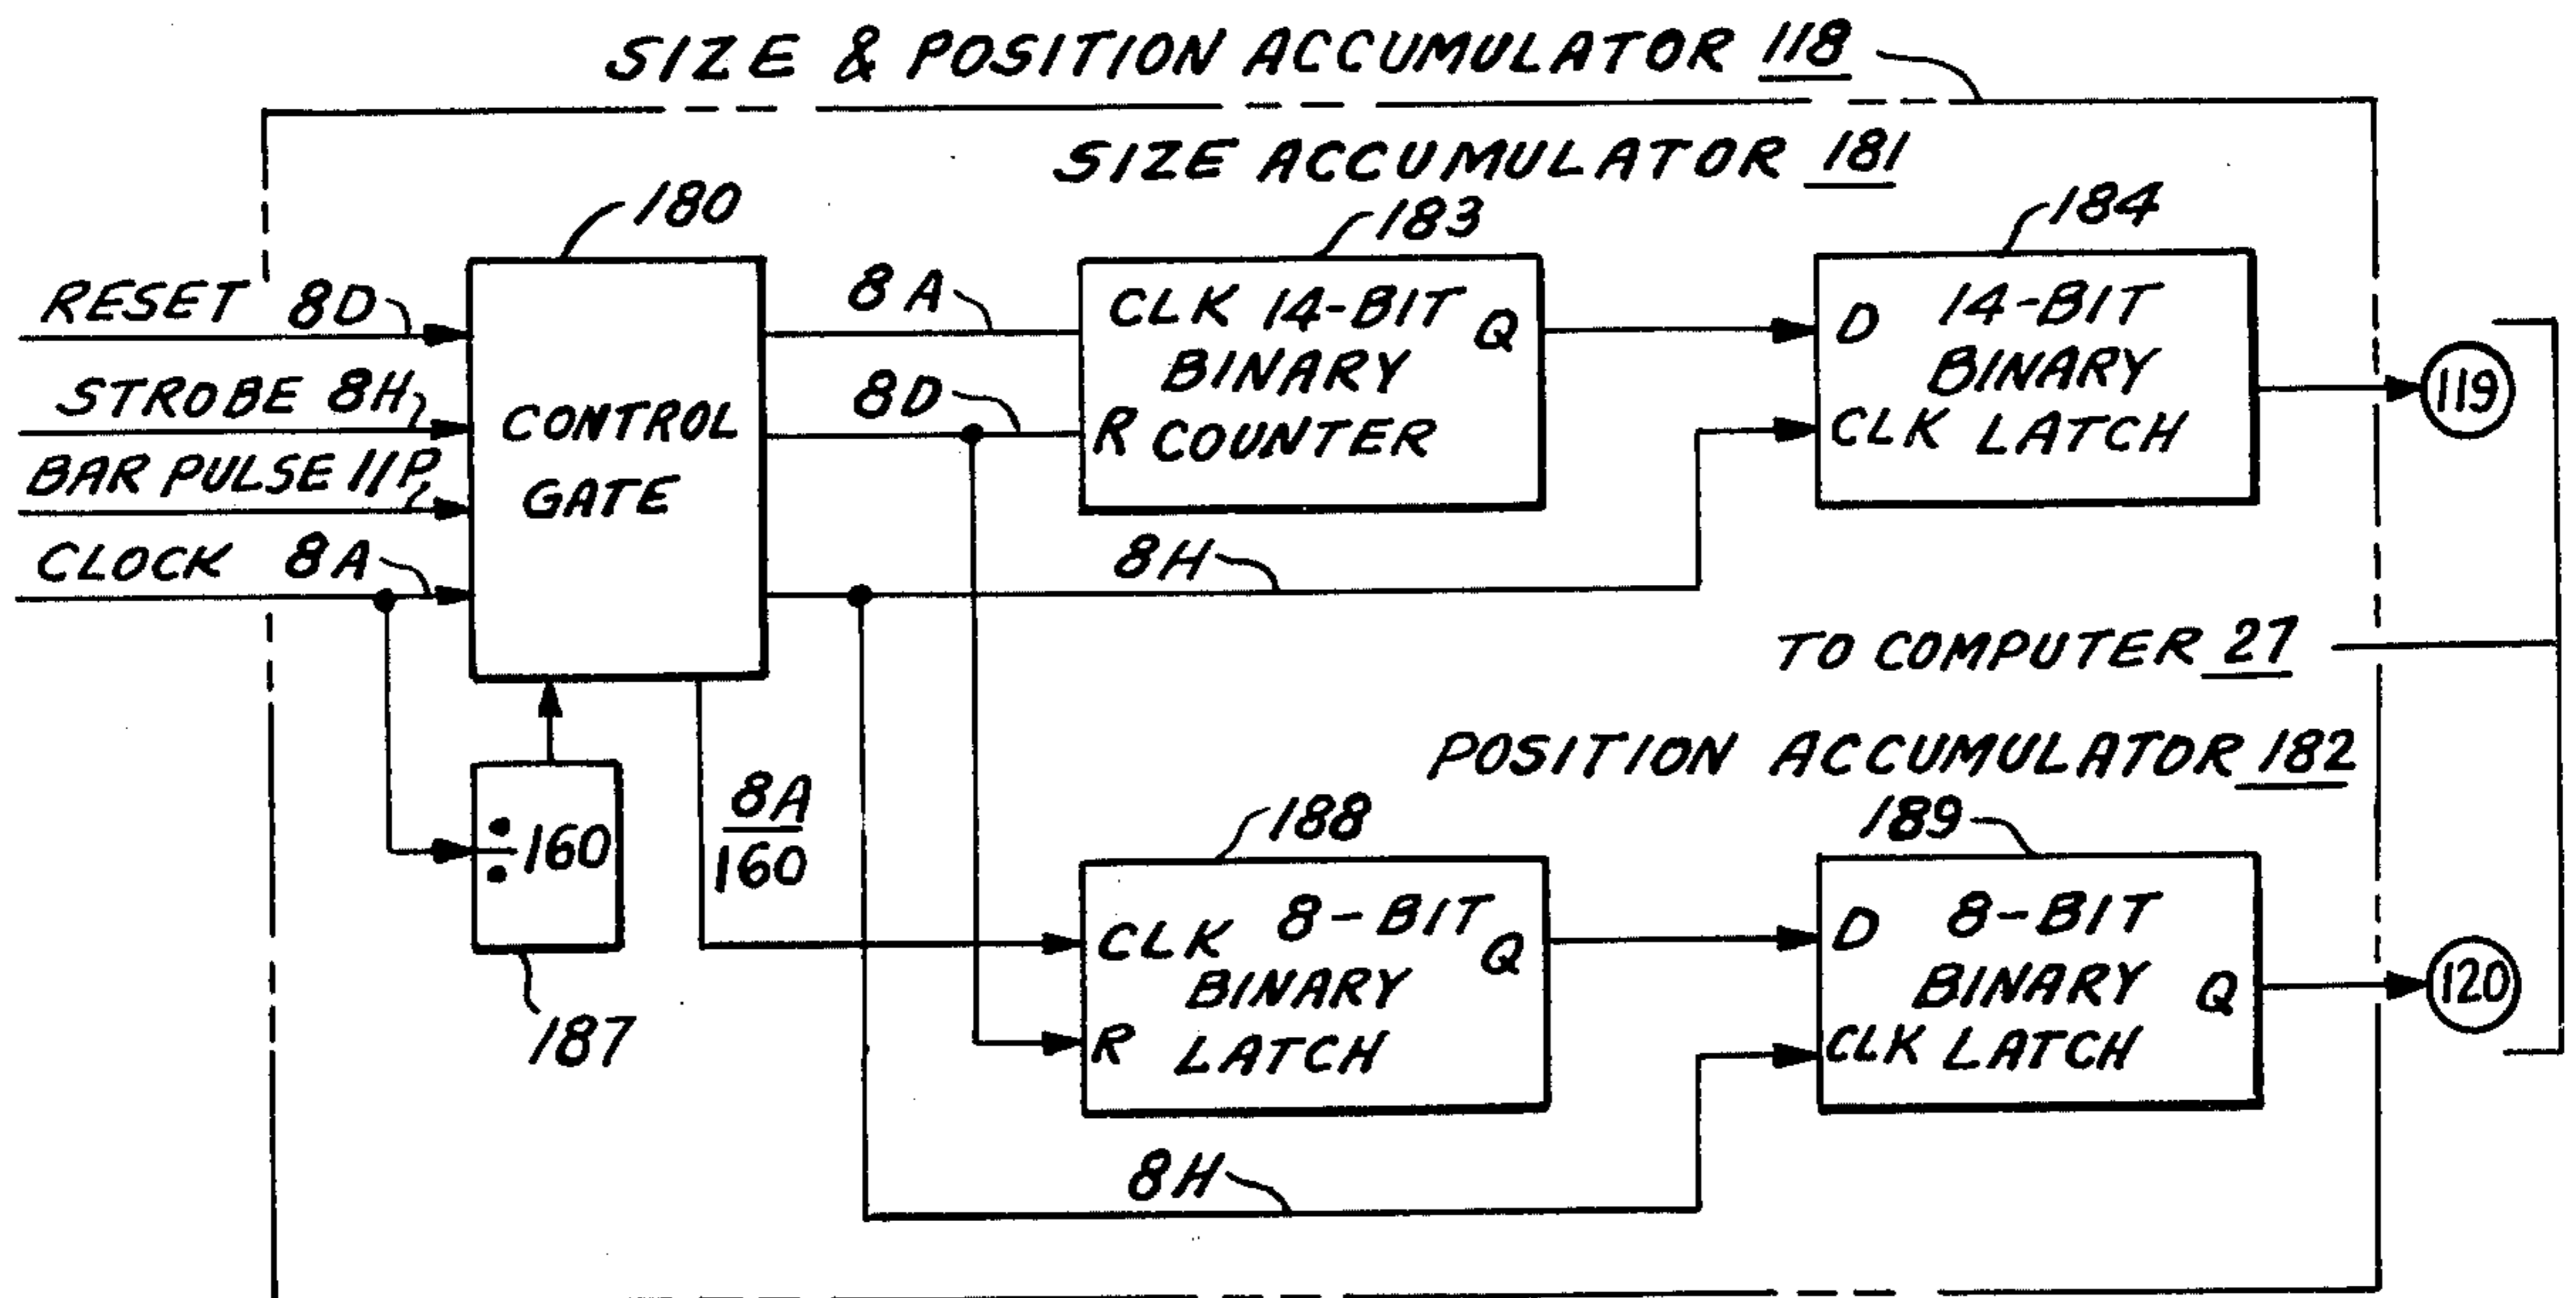 SIZE & POSITION ACCUMULATOR 118
SIZE ACCUMULATOR 181
180
183
184
RESET 8D
STROBE 8H
BAR PULSE 11P
CLOCK 8A
CONTROL
GATE
8A
8D
8H
CLK 14-BIT Q
BINARY
R COUNTER
D 14-BIT
BINARY
CLK LATCH
119
TO COMPUTER 27
POSITION ACCUMULATOR 182
÷160
187
8A
160
188
189
CLK 8-BIT Q
BINARY
R LATCH
D 8-BIT
BINARY Q
CLK LATCH
120
8H